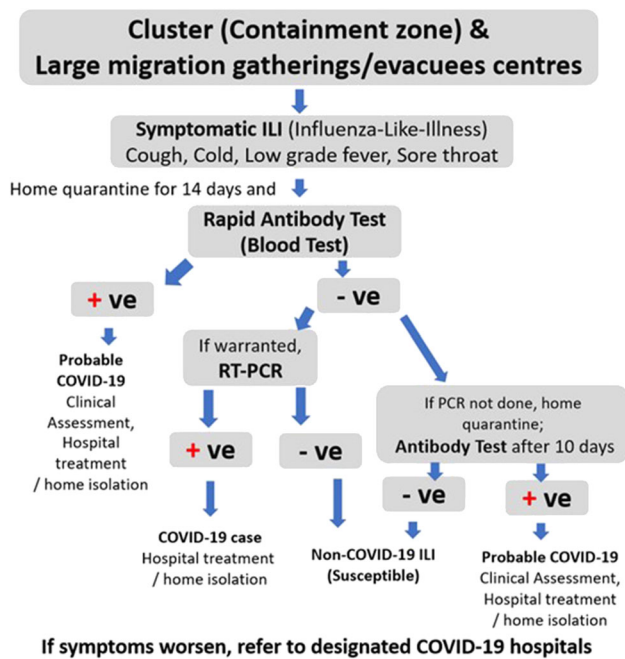 Cluster (Containment zone) &
Large migration gatherings/evacuees centres
Symptomatic ILI (Influenza-Like-Illness)
Cough, Cold, Low grade fever, Sore throat
Home quarantine for 14 days and
Rapid Antibody Test
(Blood Test)
+ ve
- ve
Probable
COVID-19
Clinical
Assessment,
Hospital
treatment
/ home isolation
If warranted,
RT-PCR
If PCR not done, home
quarantine;
Antibody Test after 10 days
+ ve
- ve
- ve
+ ve
COVID-19 case
Hospital treatment
/ home isolation
Non-COVID-19 ILI
(Susceptible)
Probable COVID-19
Clinical Assessment,
Hospital treatment
/ home isolation
If symptoms worsen, refer to designated COVID-19 hospitals